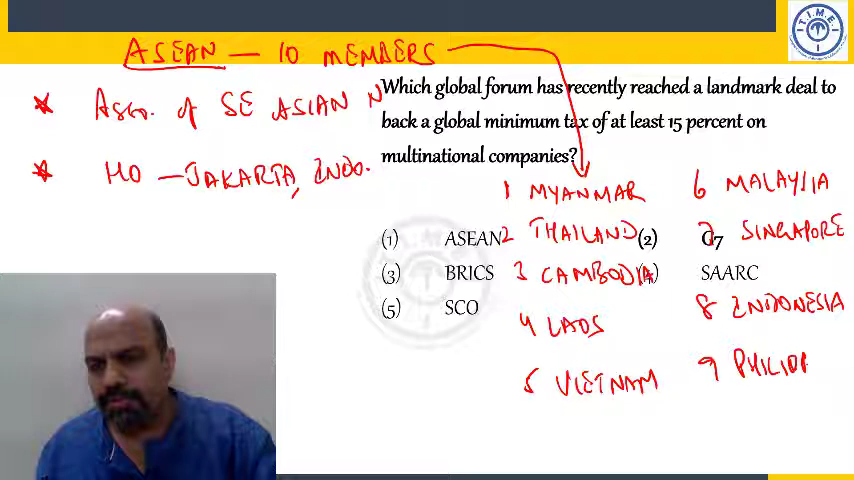 T.I.M.E.
ASEAN — 10 MEMBERS
★ Asso. of SE ASIAN N
★ HO — JAKARTA, INDO.
Which global forum has recently reached a landmark deal to
back a global minimum tax of at least 15 percent on
multinational companies?
(1) ASEAN (2) G7
(3) BRICS (4) SAARC
(5) SCO
1 MYANMAR
2 THAILAND
3 CAMBODIA
4 LAOS
5 VIETNAM
6 MALAYSIA
7 SINGAPORE
8 INDONESIA
9 PHILIPP